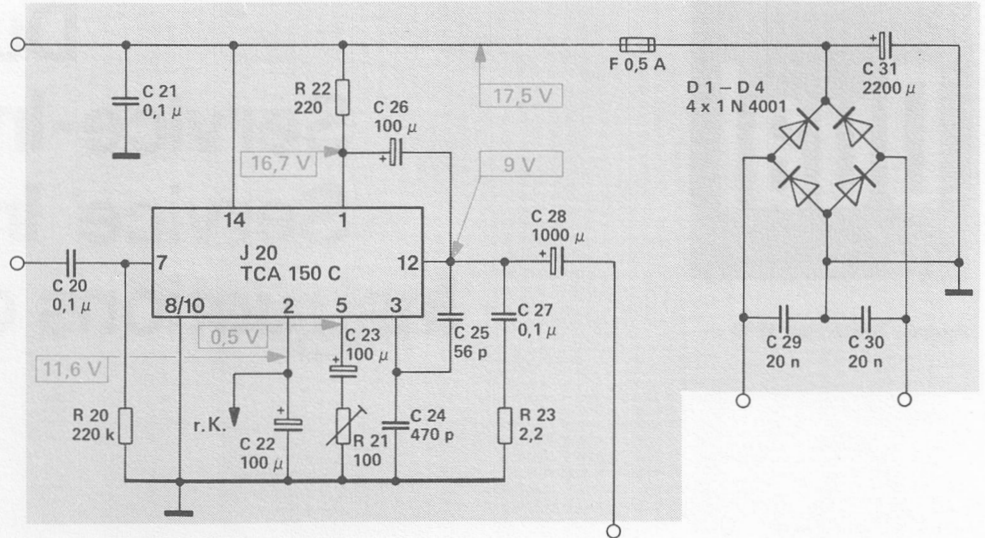 C 21
0,1 µ
R 22
220
C 26
100 µ
17,5 V
F 0,5 A
D 1 – D 4
4 x 1 N 4001
C 31
2200 µ
16,7 V
9 V
14
1
J 20
TCA 150 C
7
12
8/10
2
5
3
C 20
0,1 µ
C 28
1000 µ
0,5 V
11,6 V
C 23
100 µ
C 25
56 p
C 27
0,1 µ
C 29
20 n
C 30
20 n
R 20
220 k
r.K.
C 22
100 µ
R 21
100
C 24
470 p
R 23
2,2